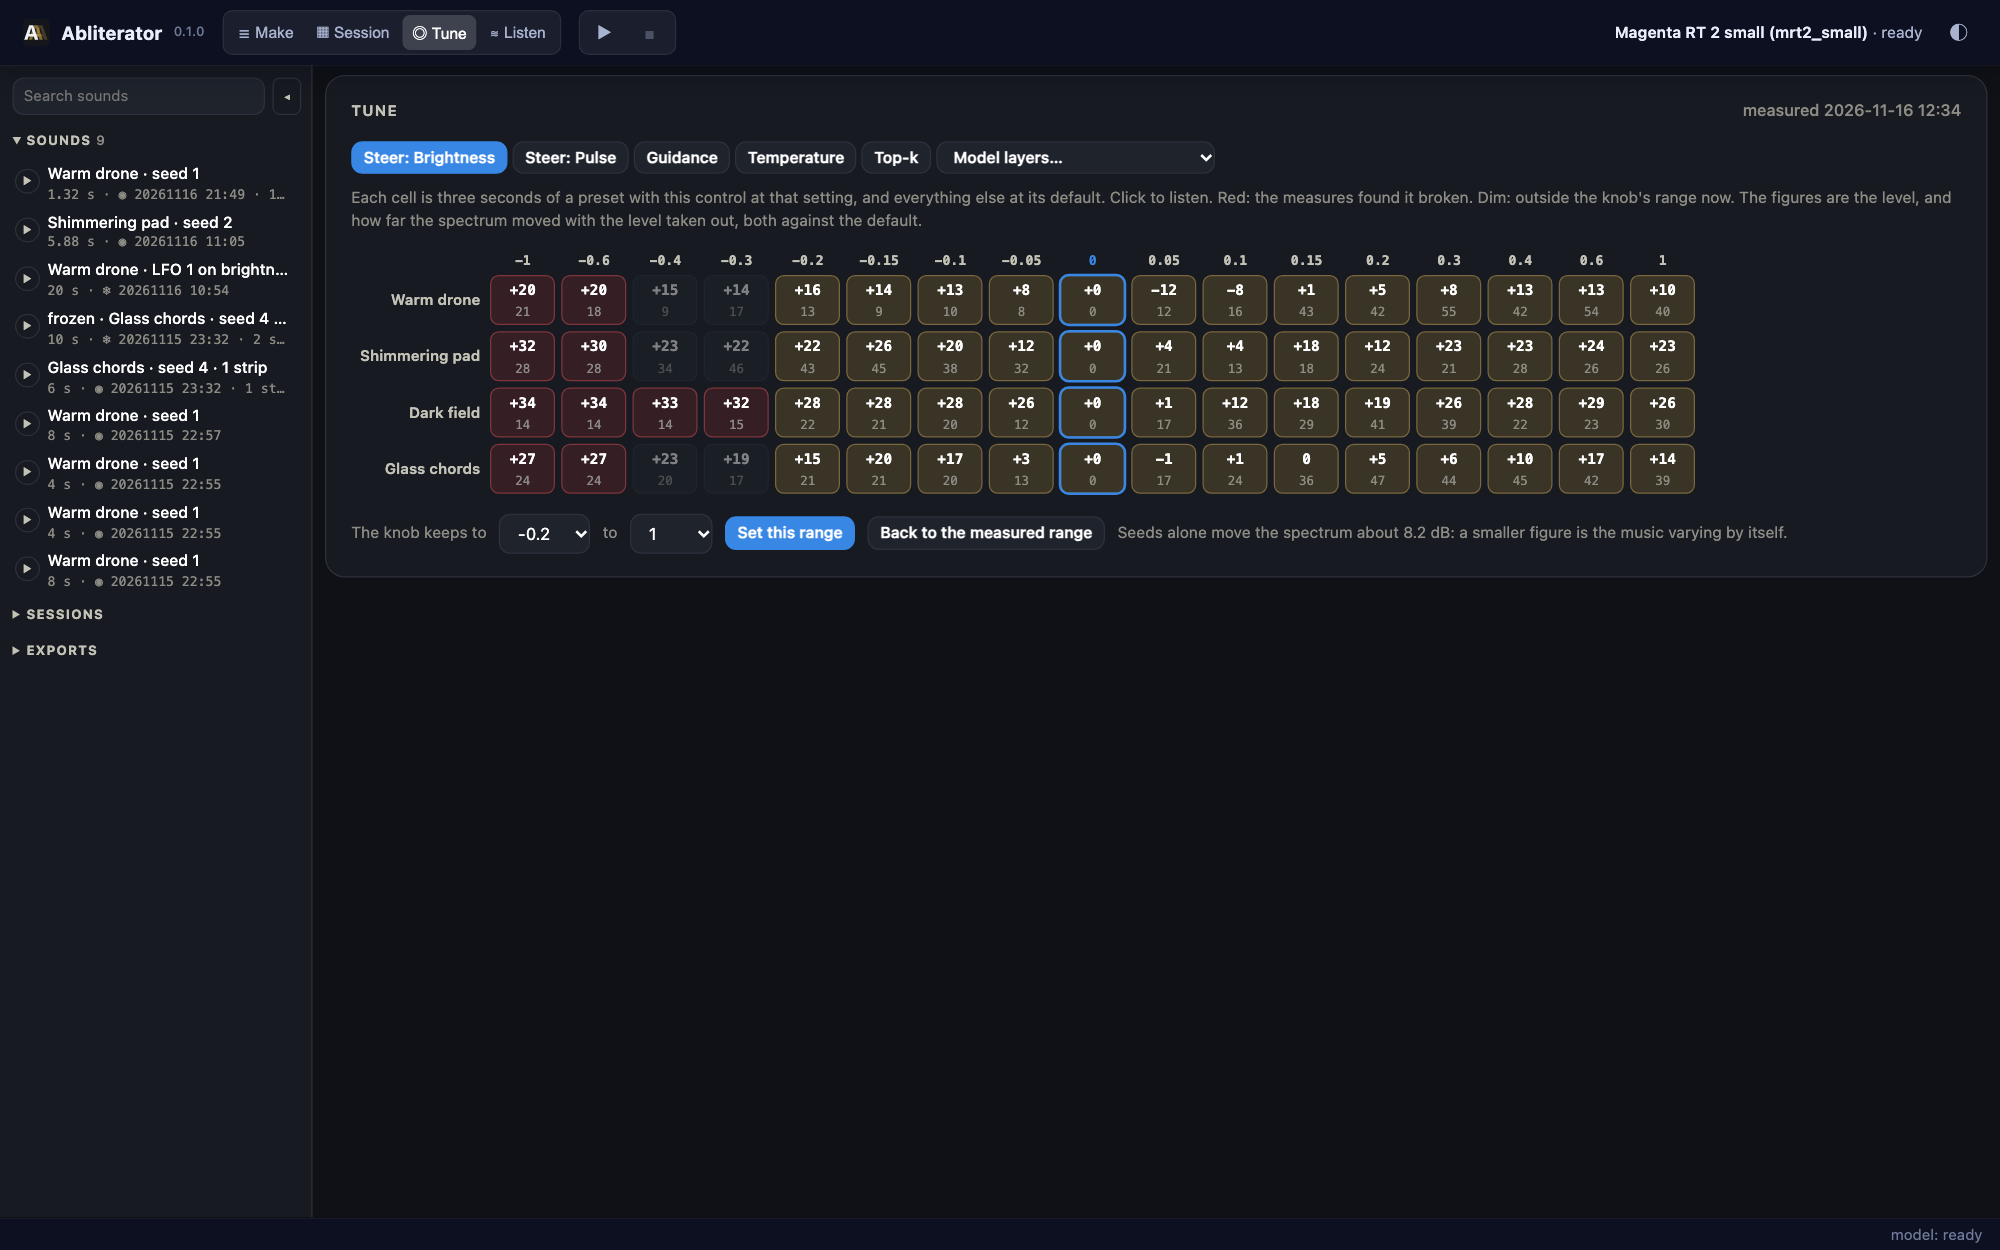 Abliterator 0.1.0
Make Session Tune Listen
Magenta RT 2 small (mrt2_small) · ready
Search sounds
SOUNDS 9
Warm drone · seed 1
1.32 s · ◉ 20261116 21:49 · 1…
Shimmering pad · seed 2
5.88 s · ◉ 20261116 11:05
Warm drone · LFO 1 on brightn…
20 s · ❄ 20261116 10:54
frozen · Glass chords · seed 4 …
10 s · ❄ 20261115 23:32 · 2 s…
Glass chords · seed 4 · 1 strip
6 s · ◉ 20261115 23:32 · 1 st…
Warm drone · seed 1
8 s · ◉ 20261115 22:57
Warm drone · seed 1
4 s · ◉ 20261115 22:55
Warm drone · seed 1
4 s · ◉ 20261115 22:55
Warm drone · seed 1
8 s · ◉ 20261115 22:55
SESSIONS
EXPORTS
TUNE
measured 2026-11-16 12:34
Steer: Brightness Steer: Pulse Guidance Temperature Top-k Model layers...
Each cell is three seconds of a preset with this control at that setting, and everything else at its default. Click to listen. Red: the measures found it broken. Dim: outside the knob's range now. The figures are the level, and
how far the spectrum moved with the level taken out, both against the default.
−1 −0.6 −0.4 −0.3 −0.2 −0.15 −0.1 −0.05 0 0.05 0.1 0.15 0.2 0.3 0.4 0.6 1
Warm drone +20 +20 +15 +14 +16 +14 +13 +8 +0 −12 −8 +1 +5 +8 +13 +13 +10
21 18 9 17 13 9 10 8 0 12 16 43 42 55 42 54 40
Shimmering pad +32 +30 +23 +22 +22 +26 +20 +12 +0 +4 +4 +18 +12 +23 +23 +24 +23
28 28 34 46 43 45 38 32 0 21 13 18 24 21 28 26 26
Dark field +34 +34 +33 +32 +28 +28 +28 +26 +0 +1 +12 +18 +19 +26 +28 +29 +26
14 14 14 15 22 21 20 12 0 17 36 29 41 39 22 23 30
Glass chords +27 +27 +23 +19 +15 +20 +17 +3 +0 −1 +1 0 +5 +6 +10 +17 +14
24 24 20 17 21 21 20 13 0 17 24 36 47 44 45 42 39
The knob keeps to -0.2 to 1 Set this range Back to the measured range Seeds alone move the spectrum about 8.2 dB: a smaller figure is the music varying by itself.
model: ready